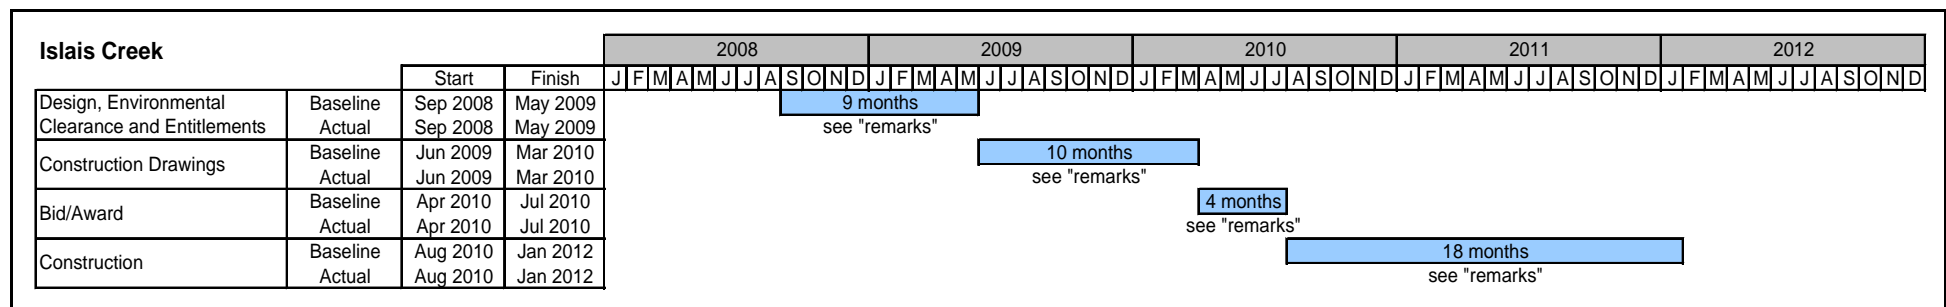 Islais Creek
2008 2009 2010 2011 2012
Start Finish J F M A M J J A S O N D J F M A M J J A S O N D J F M A M J J A S O N D J F M A M J J A S O N D J F M A M J J A S O N D
Design, Environmental Baseline Sep 2008 May 2009 9 months
Clearance and Entitlements Actual Sep 2008 May 2009 see "remarks"
Construction Drawings Baseline Jun 2009 Mar 2010 10 months
Actual Jun 2009 Mar 2010 see "remarks"
Bid/Award Baseline Apr 2010 Jul 2010 4 months
Actual Apr 2010 Jul 2010 see "remarks"
Construction Baseline Aug 2010 Jan 2012 18 months
Actual Aug 2010 Jan 2012 see "remarks"